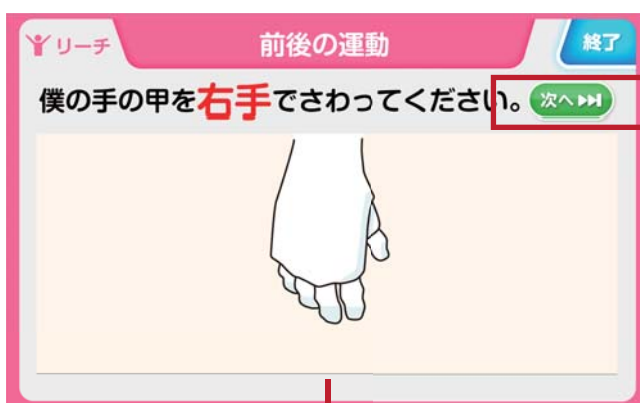 リーチ
前後の運動
終了
僕の手の甲を右手でさわってください。
次へ